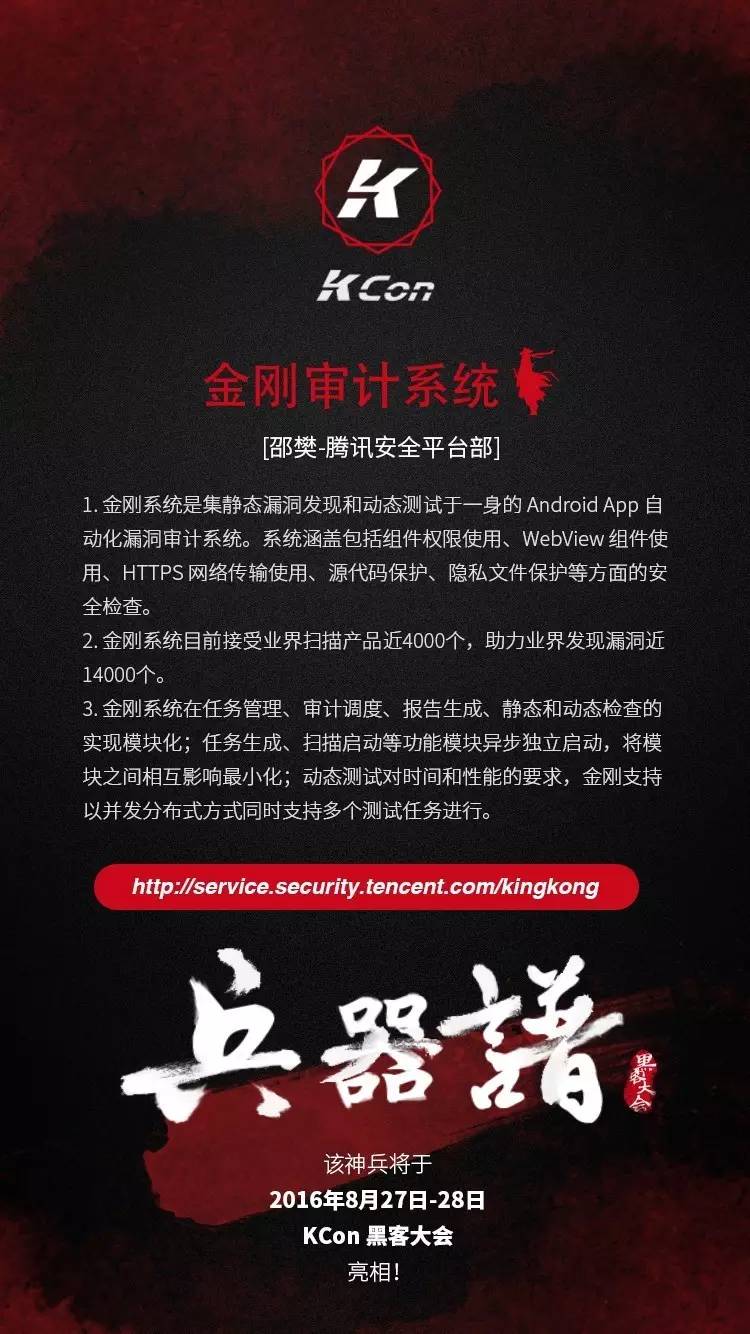 K
KCon
金刚审计系统
[邵樊-腾讯安全平台部]
1. 金刚系统是集静态漏洞发现和动态测试于一身的 Android App 自
动化漏洞审计系统。系统涵盖包括组件权限使用、WebView 组件使
用、HTTPS 网络传输使用、源代码保护、隐私文件保护等方面的安
全检查。
2. 金刚系统目前接受业界扫描产品近4000个，助力业界发现漏洞近
14000个。
3. 金刚系统在任务管理、审计调度、报告生成、静态和动态检查的
实现模块化；任务生成、扫描启动等功能模块异步独立启动，将模
块之间相互影响最小化；动态测试对时间和性能的要求，金刚支持
以并发分布式方式同时支持多个测试任务进行。
http://service.security.tencent.com/kingkong
兵器譜
黑客大会
该神兵将于
2016年8月27日-28日
KCon 黑客大会
亮相！